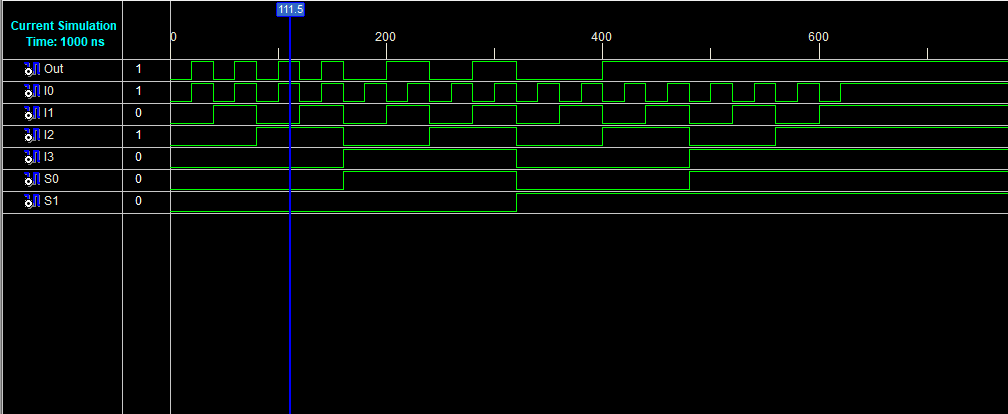 111.5
Current Simulation
Time: 1000 ns
0 200 400 600
Out 1
I0 1
I1 0
I2 1
I3 0
S0 0
S1 0